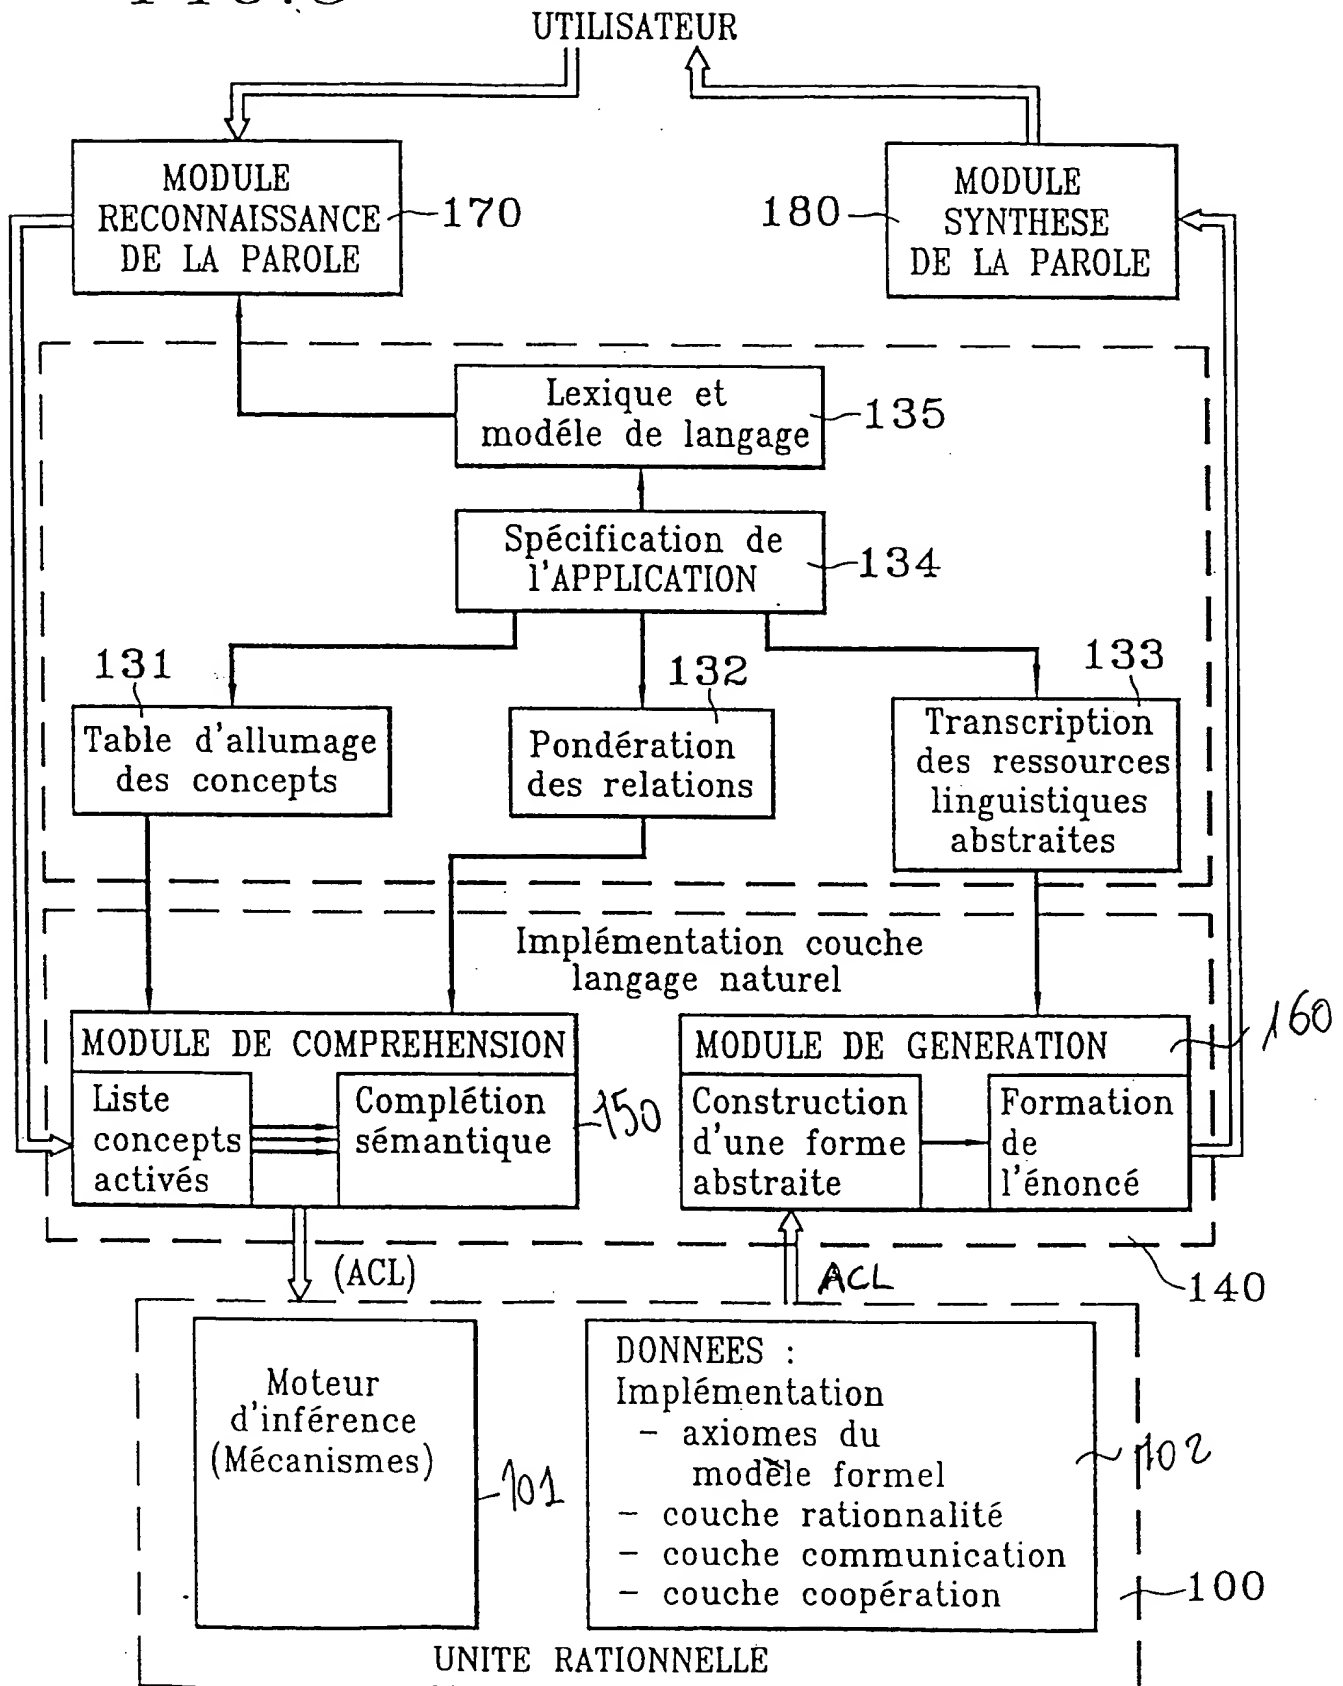 UTILISATEUR
MODULE
RECONNAISSANCE
DE LA PAROLE
170
180
MODULE
SYNTHESE
DE LA PAROLE
Lexique et
modéle de langage
135
Spécification de
l'APPLICATION
134
131
Table d'allumage
des concepts
132
Pondération
des relations
133
Transcription
des ressources
linguistiques
abstraites
Implémentation couche
langage naturel
MODULE DE COMPREHENSION
Liste
concepts
activés
Complétion
sémantique
150
MODULE DE GENERATION
160
Construction
d'une forme
abstraite
Formation
de
l'énoncé
140
(ACL)
ACL
Moteur
d'inférence
(Mécanismes)
101
DONNEES :
Implémentation
- axiomes du
modèle formel
- couche rationnalité
- couche communication
- couche coopération
102
100
UNITE RATIONNELLE